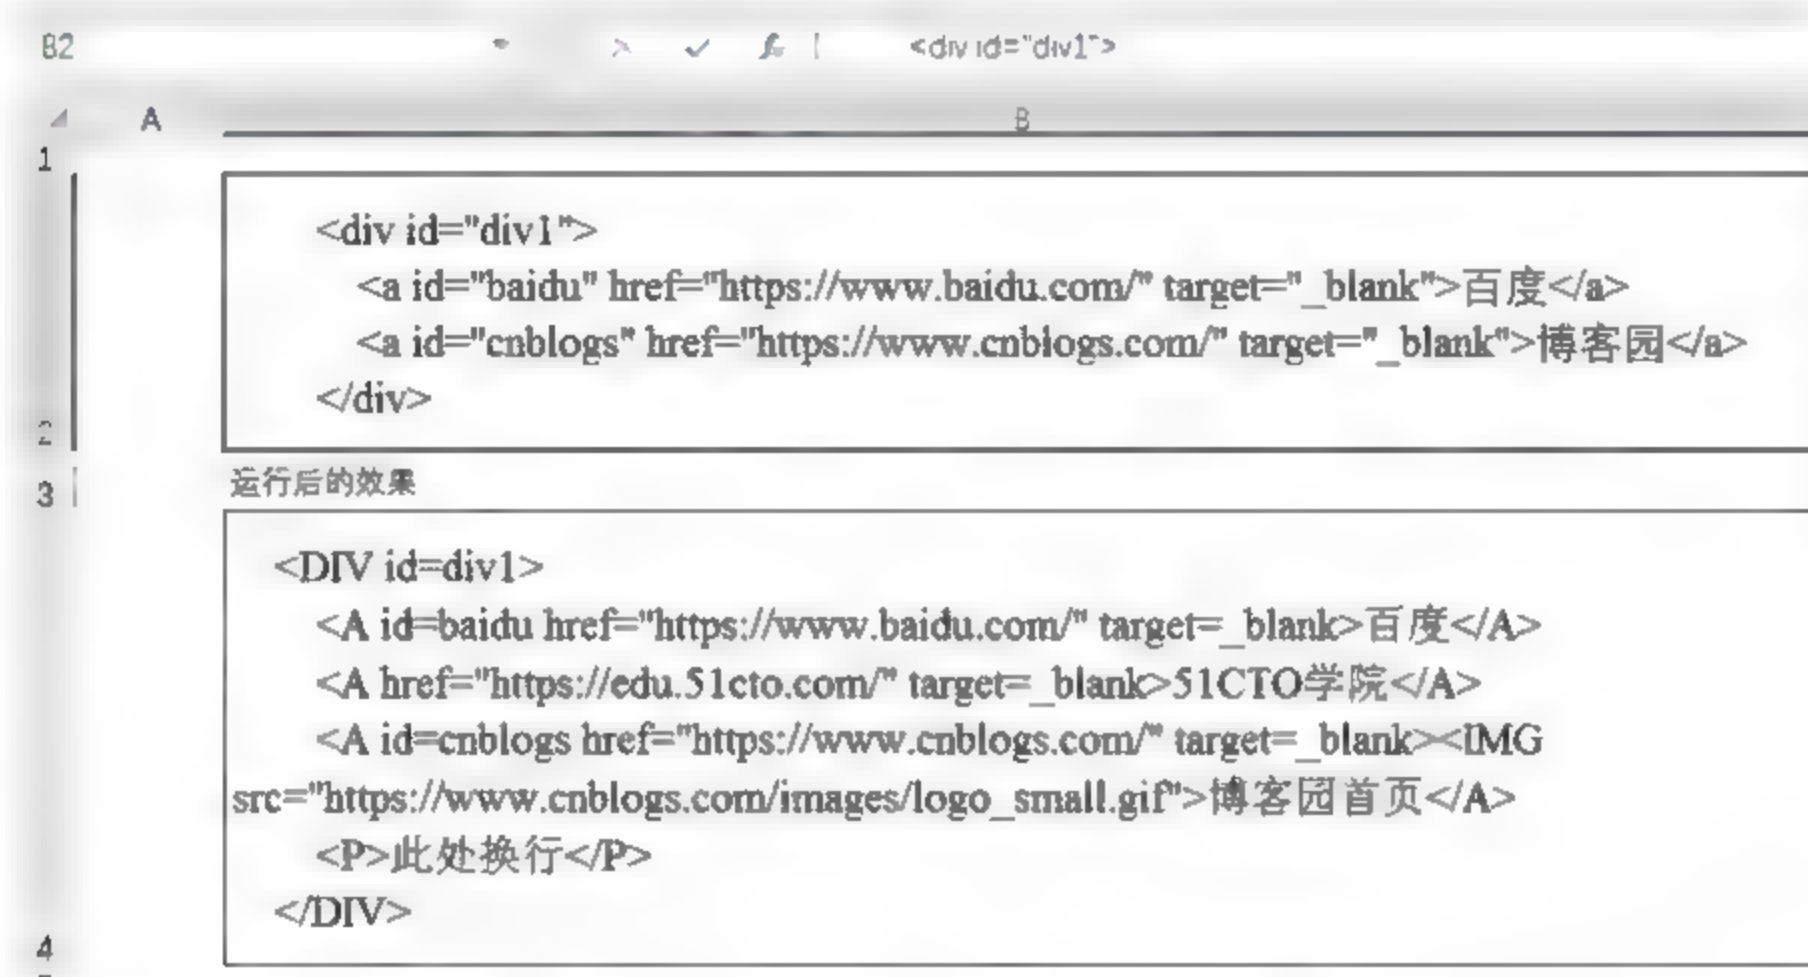 B2 <div id="div1">
A B
1
<div id="div1">
<a id="baidu" href="https://www.baidu.com/" target="_blank">百度</a>
<a id="cnblogs" href="https://www.cnblogs.com/" target="_blank">博客园</a>
</div>
2
3 运行后的效果
<DIV id=div1>
<A id=baidu href="https://www.baidu.com/" target=_blank>百度</A>
<A href="https://edu.51cto.com/" target=_blank>51CTO学院</A>
<A id=cnblogs href="https://www.cnblogs.com/" target=_blank><IMG
src="https://www.cnblogs.com/images/logo_small.gif">博客园首页</A>
<P>此处换行</P>
</DIV>
4